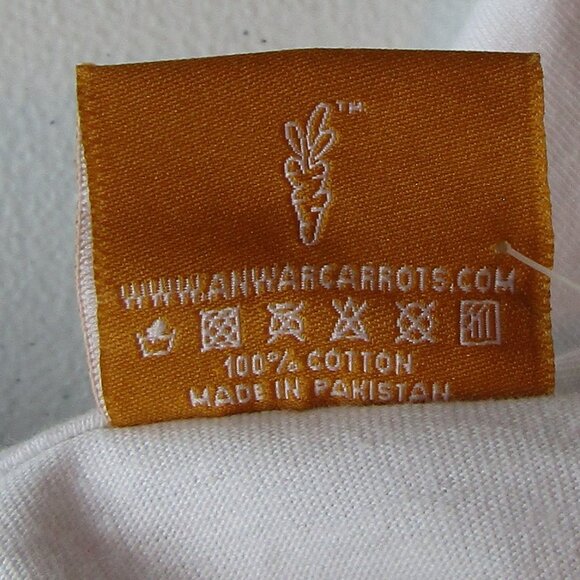 TM
WWW.ANWARCARROTS.COM
100% COTTON
MADE IN PAKISTAN